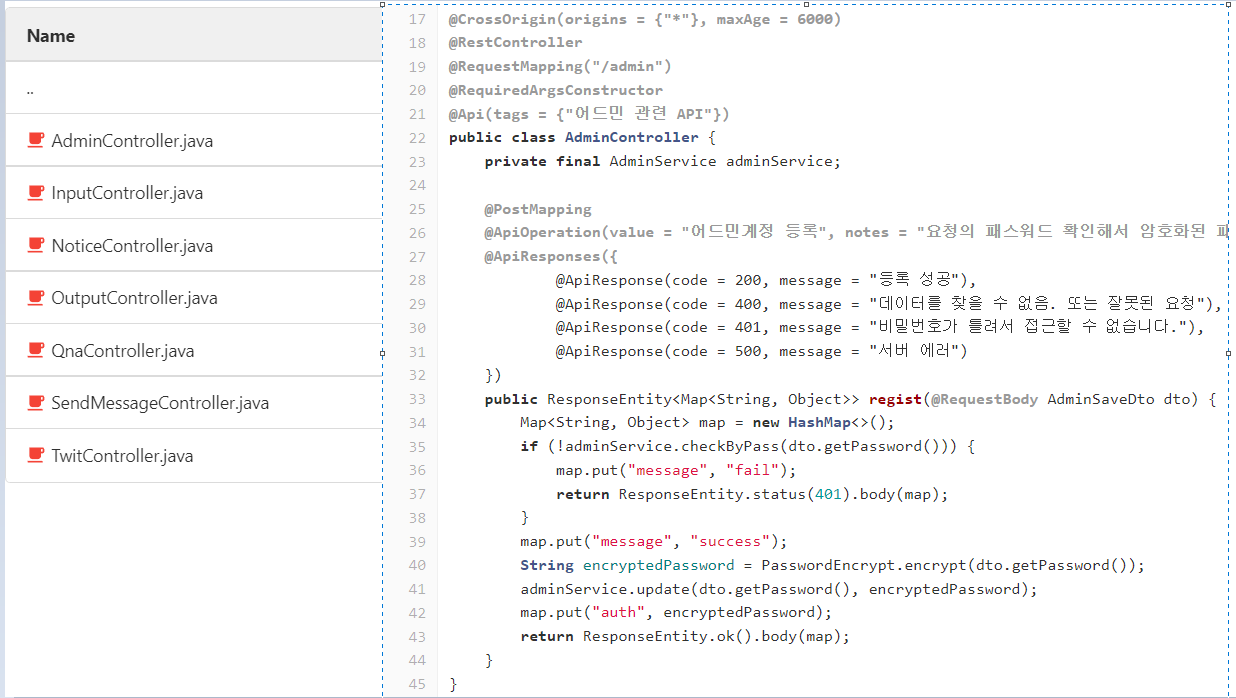 Name
..
AdminController.java
InputController.java
NoticeController.java
OutputController.java
QnaController.java
SendMessageController.java
TwitController.java
17 @CrossOrigin(origins = {"*"}, maxAge = 6000)
18 @RestController
19 @RequestMapping("/admin")
20 @RequiredArgsConstructor
21 @Api(tags = {"어드민 관련 API"})
22 public class AdminController {
23 private final AdminService adminService;
24
25 @PostMapping
26 @ApiOperation(value = "어드민계정 등록", notes = "요청의 패스워드 확인해서 암호화된 패
27 @ApiResponses({
28 @ApiResponse(code = 200, message = "등록 성공"),
29 @ApiResponse(code = 400, message = "데이터를 찾을 수 없음. 또는 잘못된 요청"),
30 @ApiResponse(code = 401, message = "비밀번호가 틀려서 접근할 수 없습니다."),
31 @ApiResponse(code = 500, message = "서버 에러")
32 })
33 public ResponseEntity<Map<String, Object>> regist(@RequestBody AdminSaveDto dto) {
34 Map<String, Object> map = new HashMap<>();
35 if (!adminService.checkByPass(dto.getPassword())) {
36 map.put("message", "fail");
37 return ResponseEntity.status(401).body(map);
38 }
39 map.put("message", "success");
40 String encryptedPassword = PasswordEncrypt.encrypt(dto.getPassword());
41 adminService.update(dto.getPassword(), encryptedPassword);
42 map.put("auth", encryptedPassword);
43 return ResponseEntity.ok().body(map);
44 }
45 }